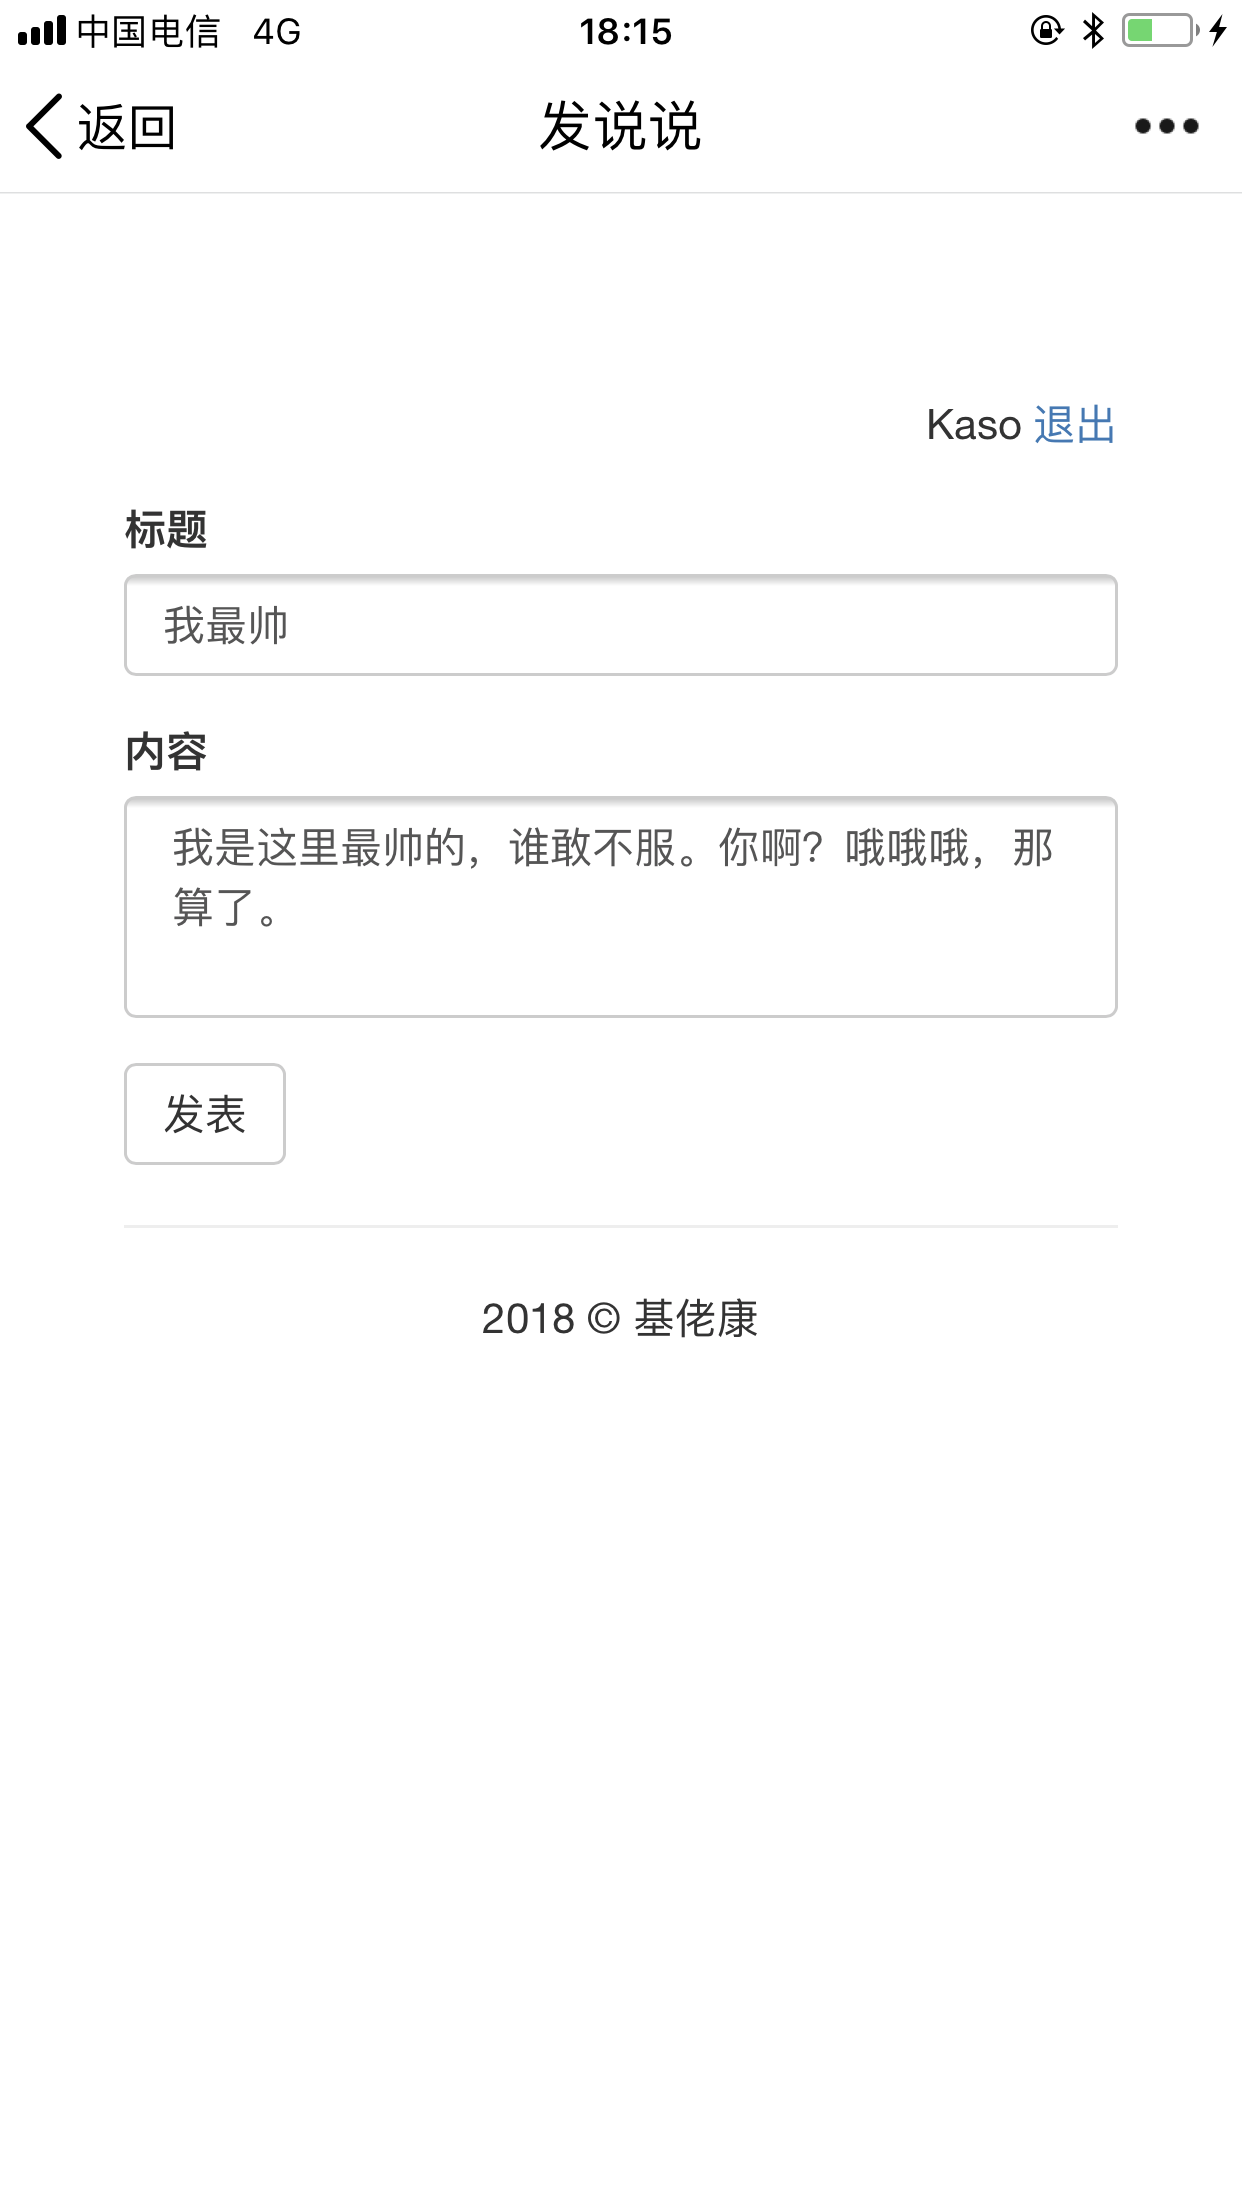 中国电信 4G 18:15
返回 发说说
Kaso 退出
标题
我最帅
内容
我是这里最帅的，谁敢不服。你啊？哦哦哦，那
算了。
发表
2018 © 基佬康